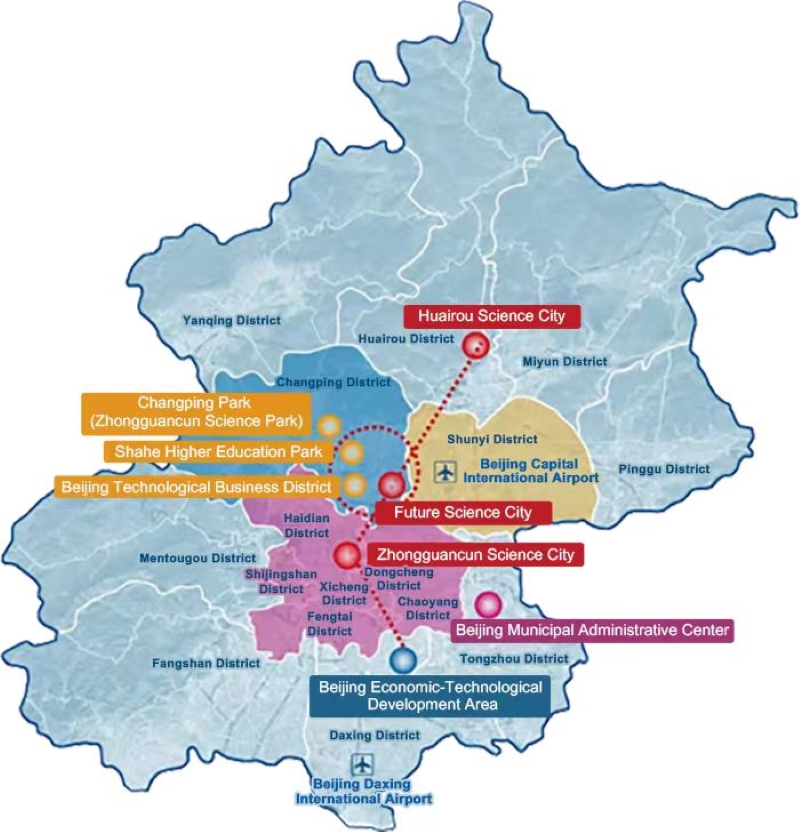 Huairou Science City
Yanqing District
Huairou District
Miyun District
Changping District
Changping Park
(Zhongguancun Science Park)
Shunyi District
Shahe Higher Education Park
Beijing Capital
International Airport
Pinggu District
Beijing Technological Business District
Future Science City
Haidian
District
Zhongguancun Science City
Mentougou District
Shijingshan
District
Dongcheng
District
Xicheng
District
Chaoyang
District
Fengtai
District
Beijing Municipal Administrative Center
Fangshan District
Tongzhou District
Beijing Economic-Technological
Development Area
Daxing District
Beijing Daxing
International Airport